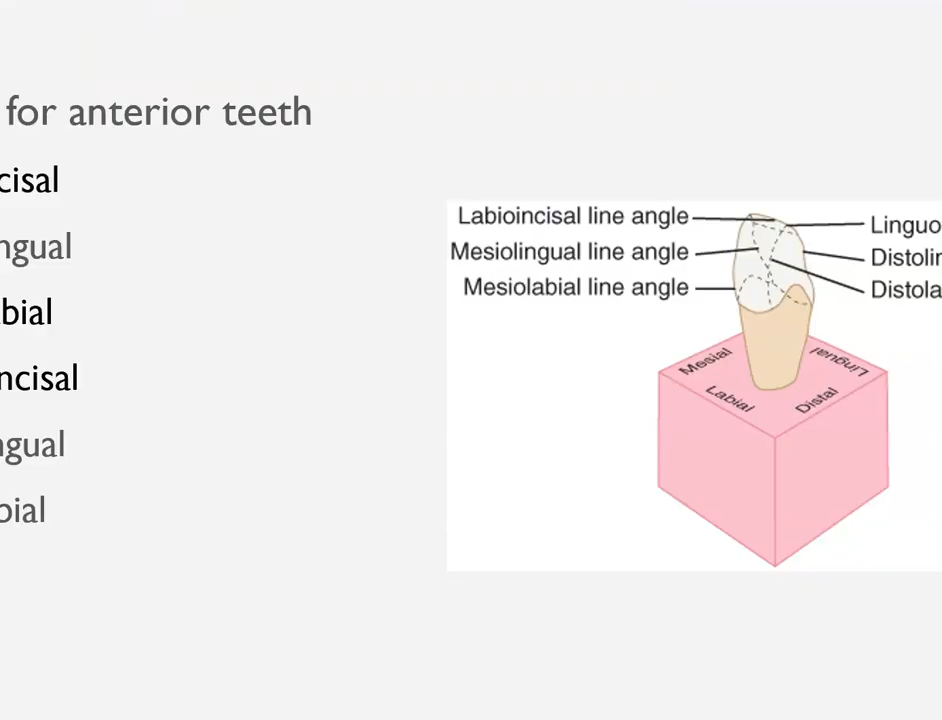 for anterior teeth
cisal
ngual
bial
ncisal
ngual
bial
Labioincisal line angle
Mesiolingual line angle
Mesiolabial line angle
Linguo
Distolin
Distola
Mesial
Lingual
Labial
Distal